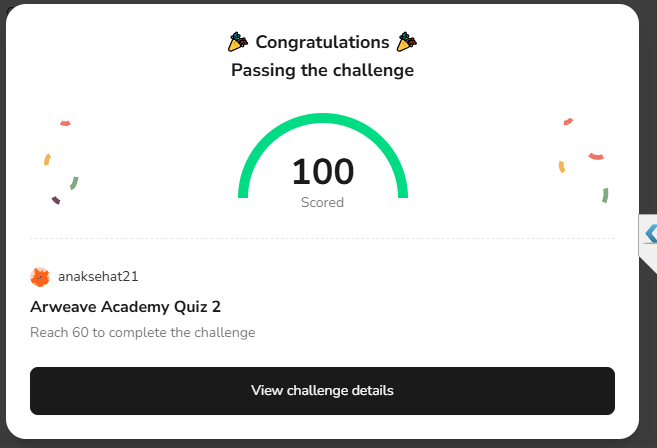 Congratulations
Passing the challenge
100
Scored
anaksehat21
Arweave Academy Quiz 2
Reach 60 to complete the challenge
View challenge details